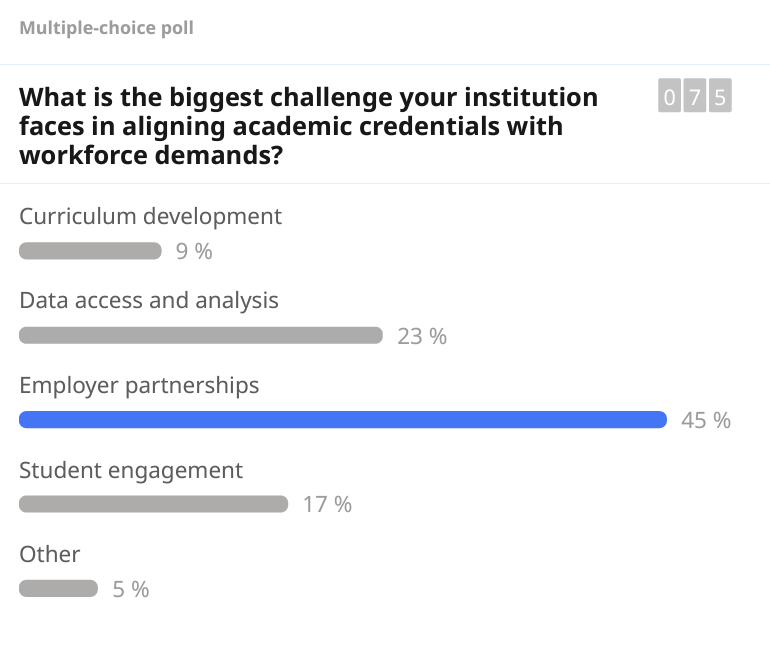 Multiple-choice poll
What is the biggest challenge your institution
faces in aligning academic credentials with
workforce demands?
075
Curriculum development
9 %
Data access and analysis
23 %
Employer partnerships
45 %
Student engagement
17 %
Other
5 %